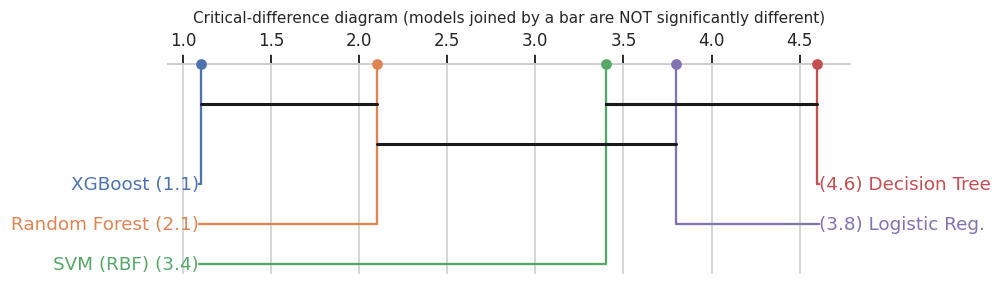 Critical-difference diagram (models joined by a bar are NOT significantly different)
1.0 1.5 2.0 2.5 3.0 3.5 4.0 4.5
XGBoost (1.1) (4.6) Decision Tree
Random Forest (2.1) (3.8) Logistic Reg.
SVM (RBF) (3.4)